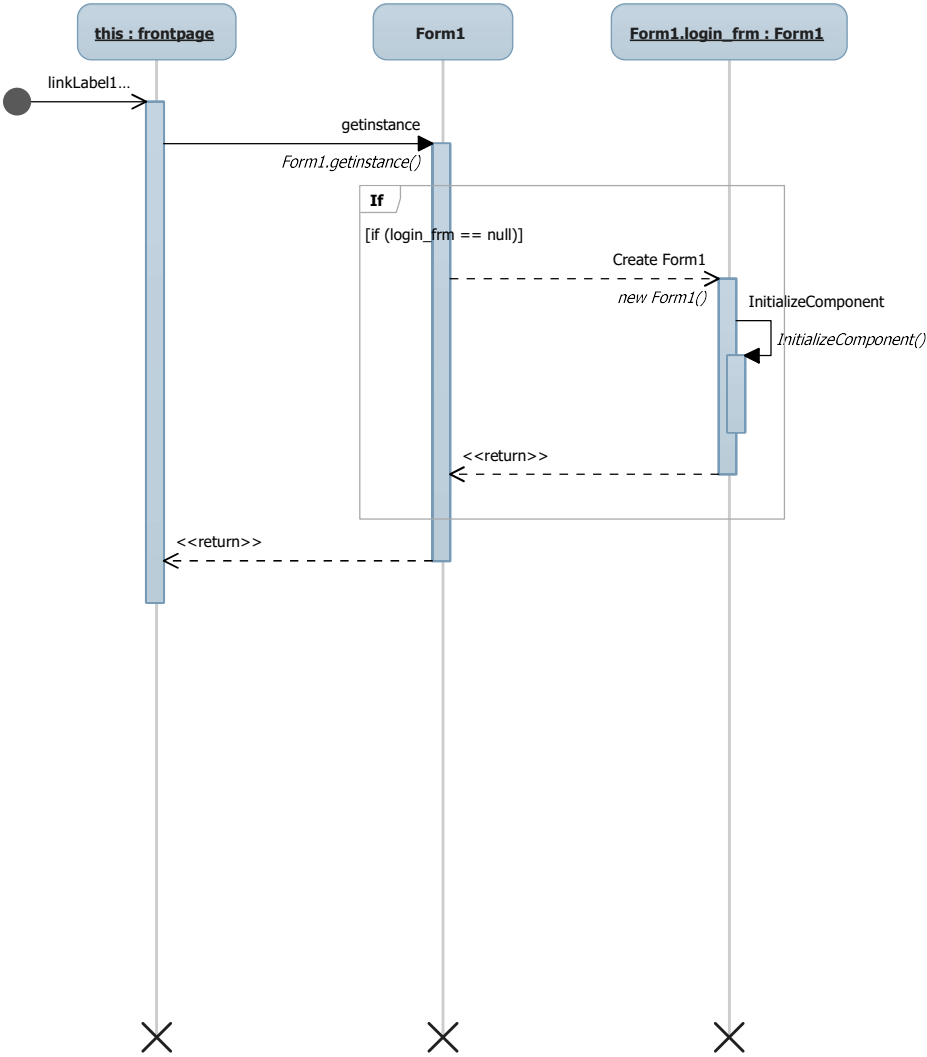 this : frontpage
Form1
Form1.login_frm : Form1
linkLabel1...
getinstance
Form1.getinstance()
If
[if (login_frm == null)]
Create Form1
new Form1()
InitializeComponent
InitializeComponent()
<<return>>
<<return>>